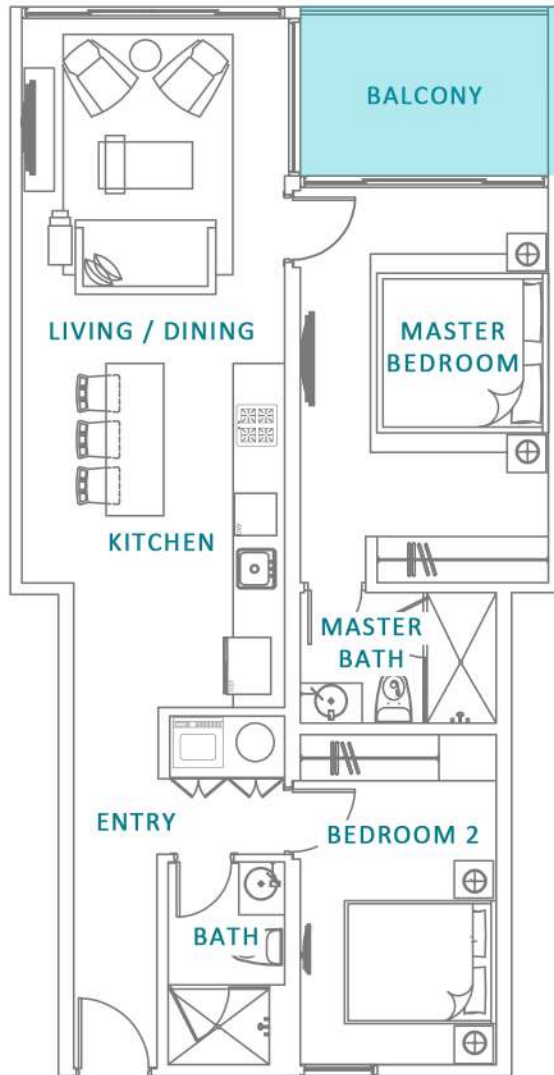 BALCONY
LIVING / DINING
MASTER
BEDROOM
KITCHEN
MASTER
BATH
ENTRY
BEDROOM 2
BATH